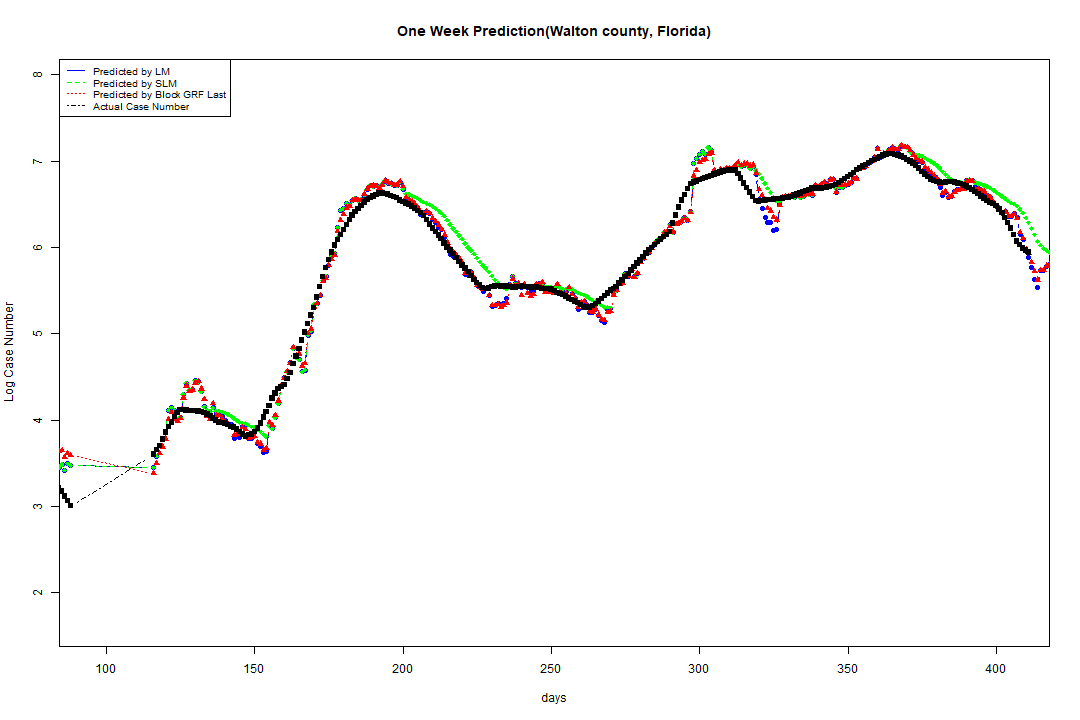 One Week Prediction(Walton county, Florida)
Predicted by LM
Predicted by SLM
Predicted by Block GRF Last
Actual Case Number
8
7
6
5
4
3
2
Log Case Number
100 150 200 250 300 350 400
days